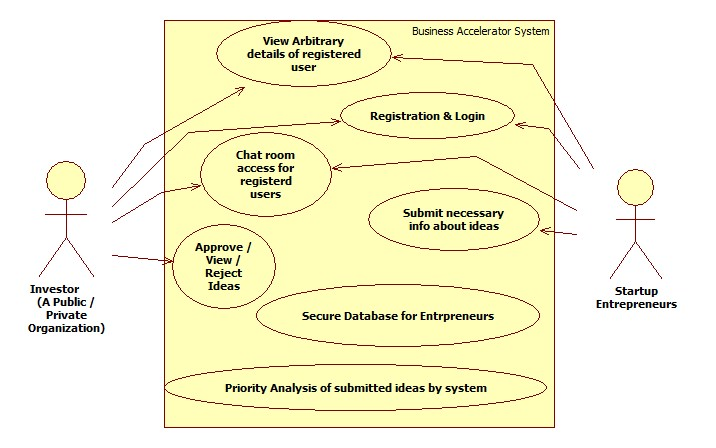 Business Accelerator System
View Arbitrary
details of registered
user
Registration & Login
Chat room
access for
registerd
users
Submit necessary
info about ideas
Approve /
View /
Reject
Ideas
Secure Database for Entrpreneurs
Priority Analysis of submitted ideas by system
Investor
(A Public /
Private
Organization)
Startup
Entrepreneurs